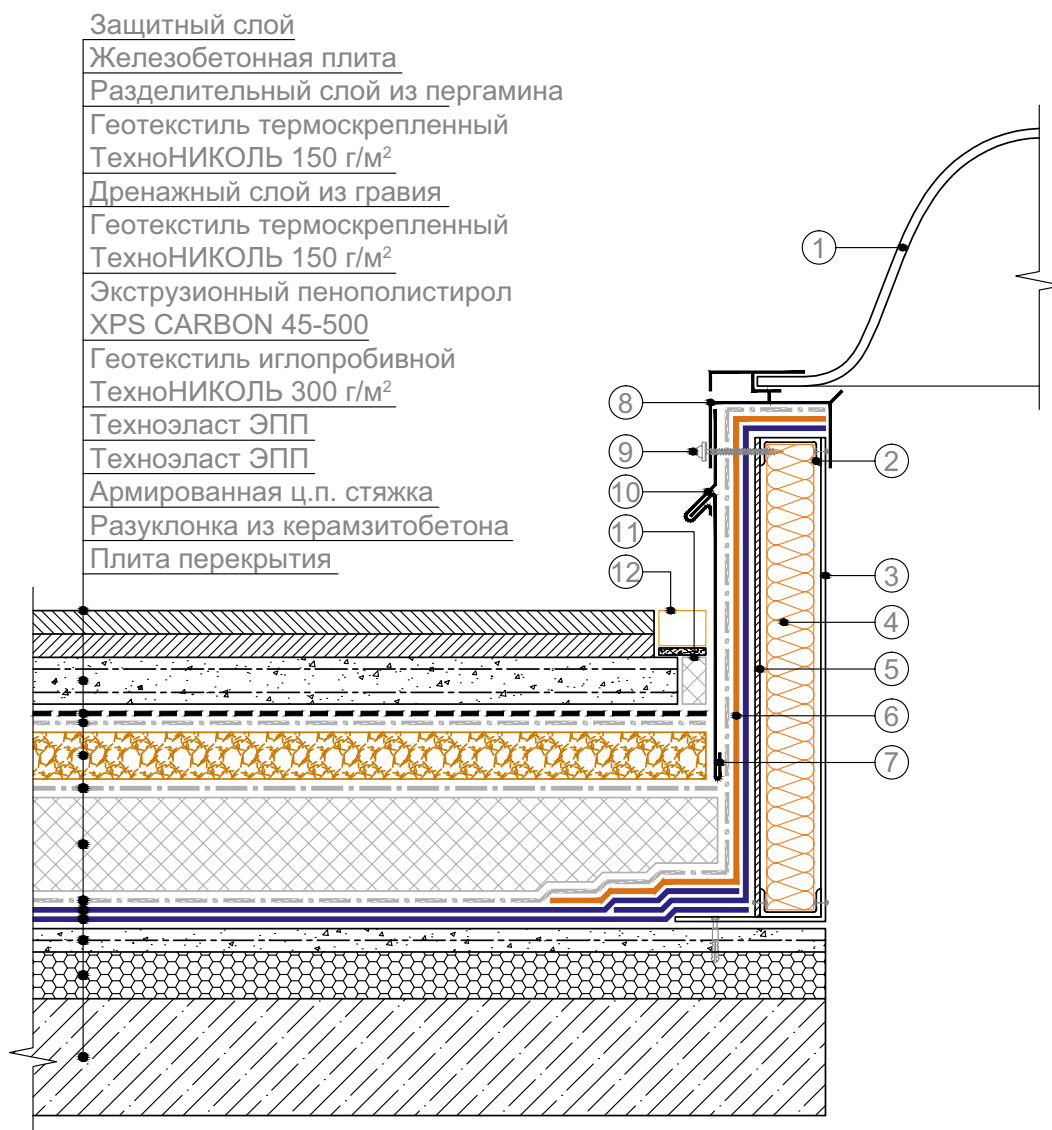 Защитный слой
Железобетонная плита
Разделительный слой из пергамина
Геотекстиль термоскрепленный
ТехноНИКОЛЬ 150 г/м²
Дренажный слой из гравия
Геотекстиль термоскрепленный
ТехноНИКОЛЬ 150 г/м²
Экструзионный пенополистирол
XPS CARBON 45-500
Геотекстиль иглопробивной
ТехноНИКОЛЬ 300 г/м²
Техноэласт ЭПП
Техноэласт ЭПП
Армированная ц.п. стяжка
Разуклонка из керамзитобетона
Плита перекрытия
1
8
9
10
11
12
2
3
4
5
6
7